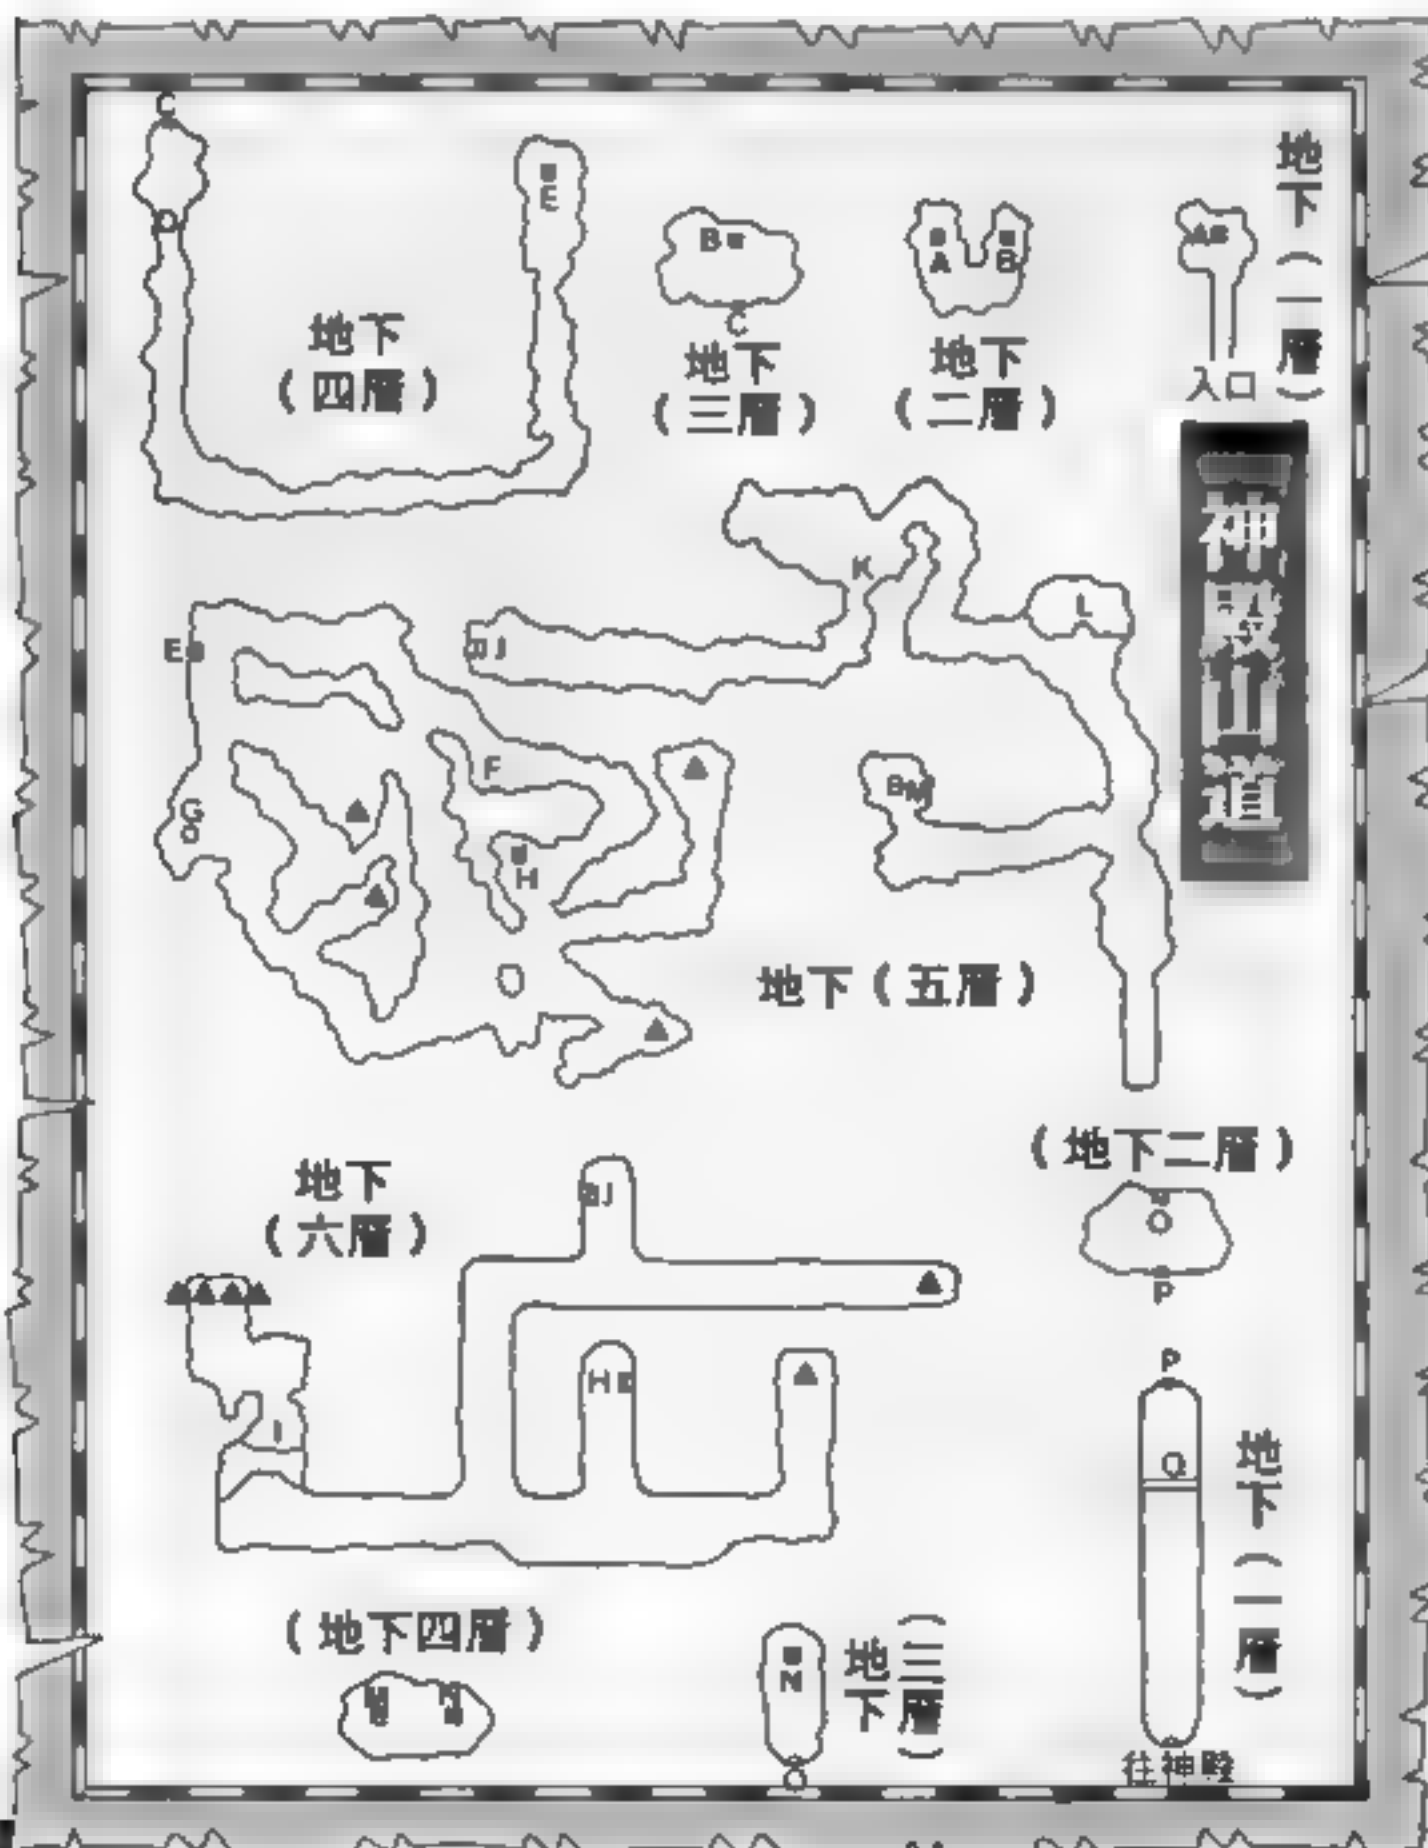 神殿山道
地下(一層)
A
入口
地下
(二層)
A
B
地下
(三層)
B
C
地下
(四層)
C
D
E
地下(五層)
E
F
G
H
J
K
L
M
地下
(六層)
J
H
I
(地下四層)
M
N
地下
(三層)
N
O
(地下二層)
O
P
地下(一層)
P
Q
往神殿